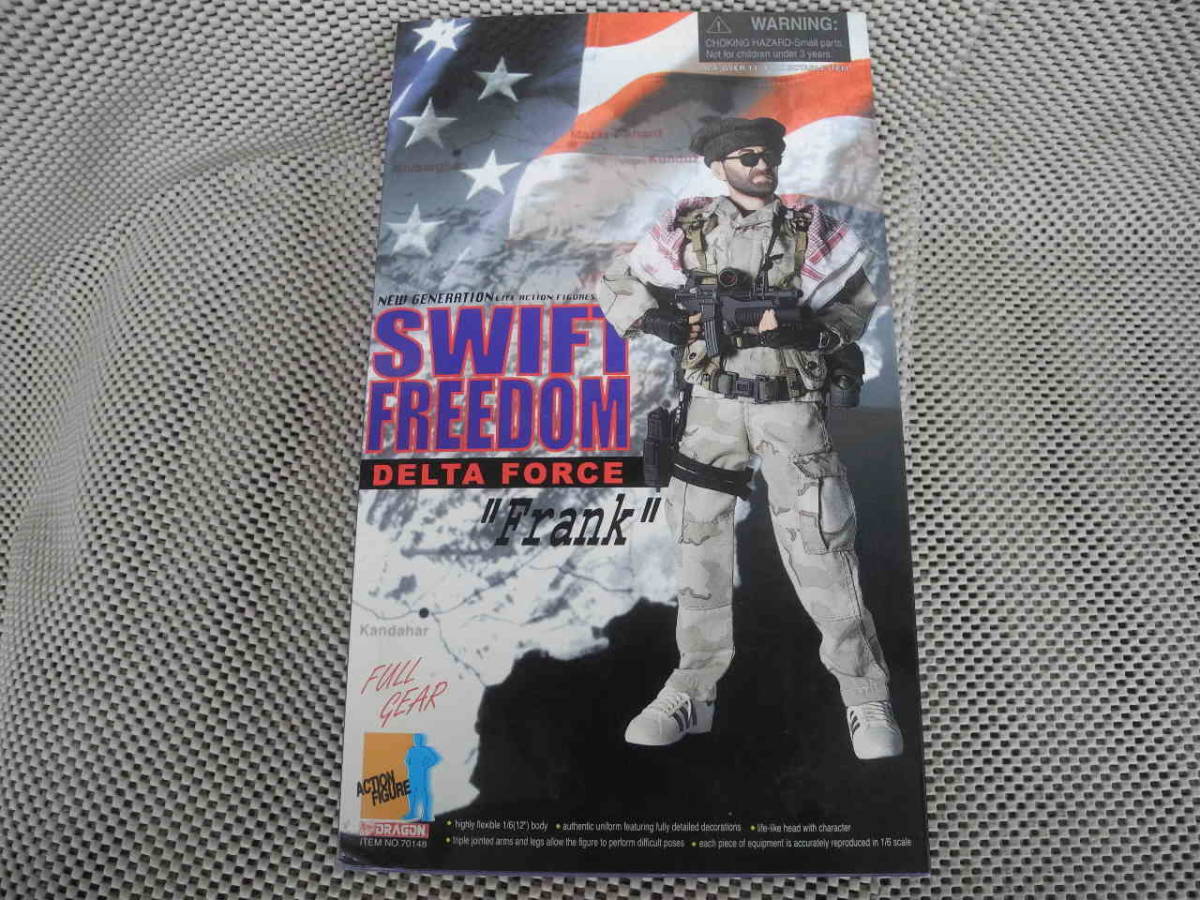 WARNING:
CHOKING HAZARD-Small parts.
Not for children under 3 years.
Kunduz
NEW GENERATION LIFE ACTION FIGURES
SWIFT
FREEDOM
DELTA FORCE
"Frank"
Kandahar
FULL
GEAR
ACTION
FIGURE
DRAGON
ITEM NO.70148
• highly flexible 1/6(12") body • authentic uniform featuring fully detailed decorations • life-like head with character
• triple jointed arms and legs allow the figure to perform difficult poses • each piece of equipment is accurately reproduced in 1/6 scale